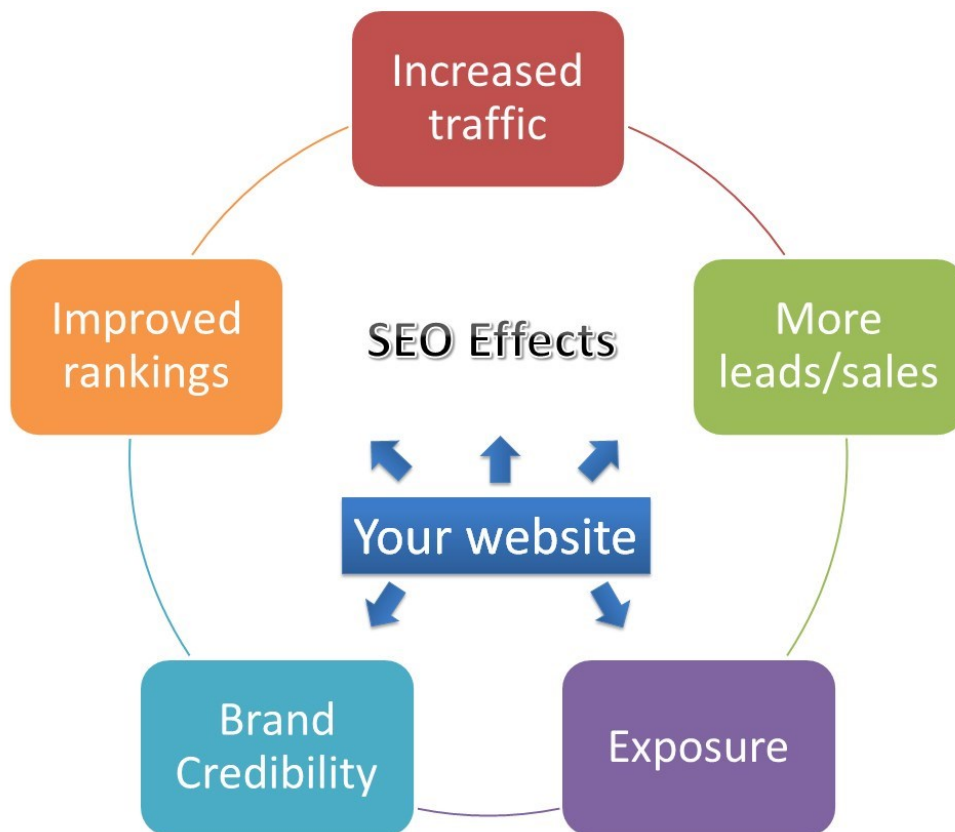 Increased
traffic
Improved
rankings
SEO Effects
More
leads/sales
Your website
Brand
Credibility
Exposure